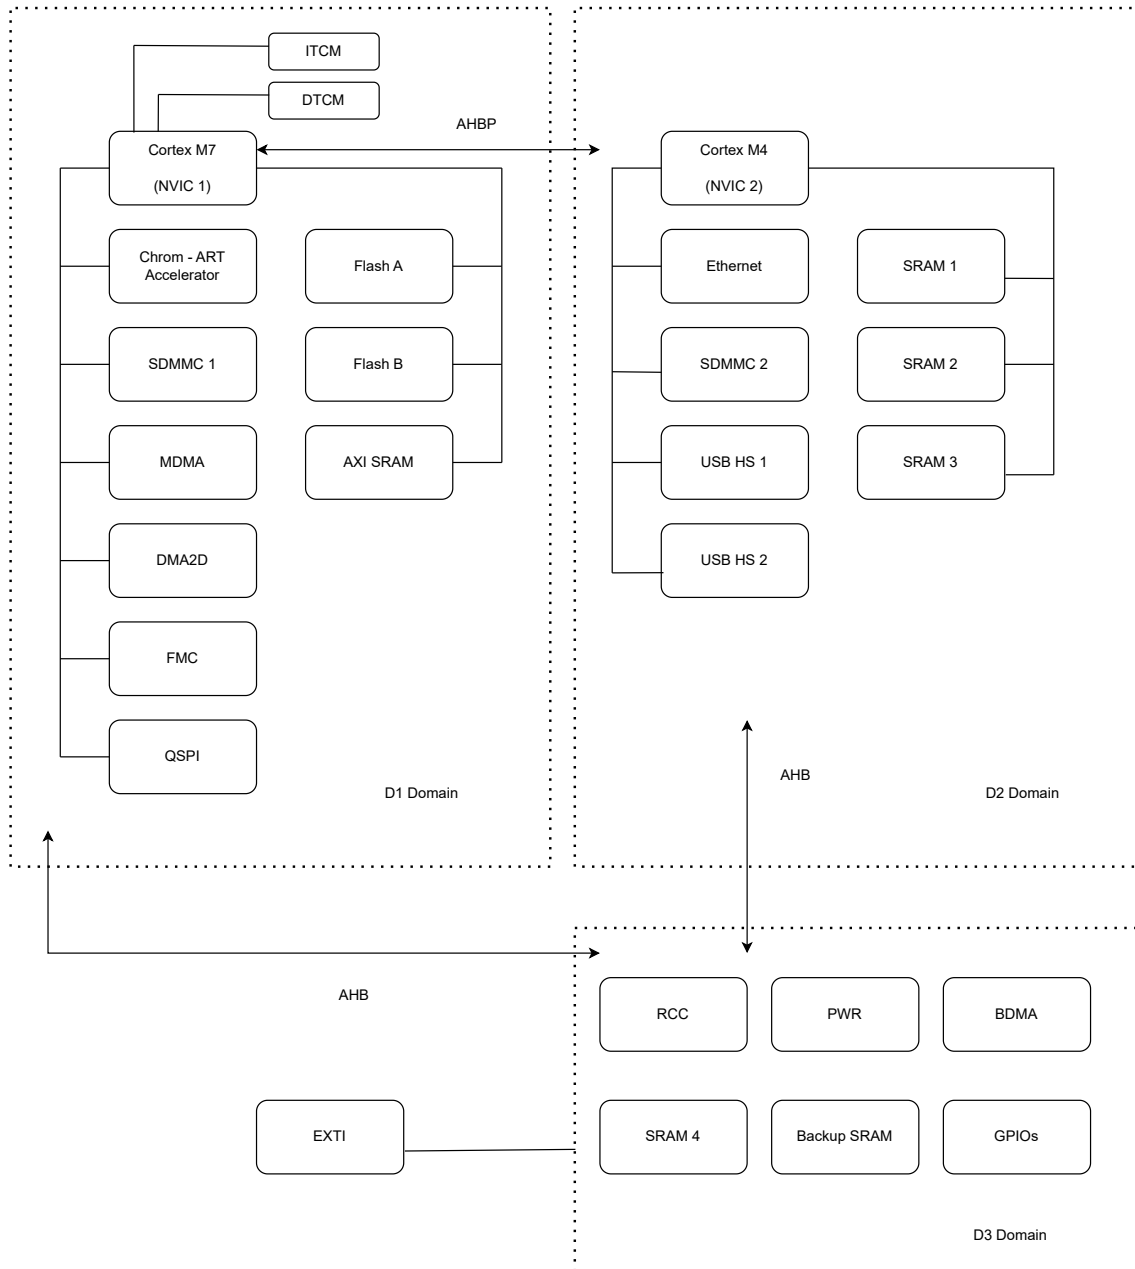 ITCM
DTCM
AHBP
Cortex M7
(NVIC 1)
Cortex M4
(NVIC 2)
Chrom - ART
Accelerator
Flash A
Ethernet
SRAM 1
SDMMC 1
Flash B
SDMMC 2
SRAM 2
MDMA
AXI SRAM
USB HS 1
SRAM 3
DMA2D
USB HS 2
FMC
QSPI
AHB
D1 Domain
D2 Domain
AHB
RCC
PWR
BDMA
EXTI
SRAM 4
Backup SRAM
GPIOs
D3 Domain